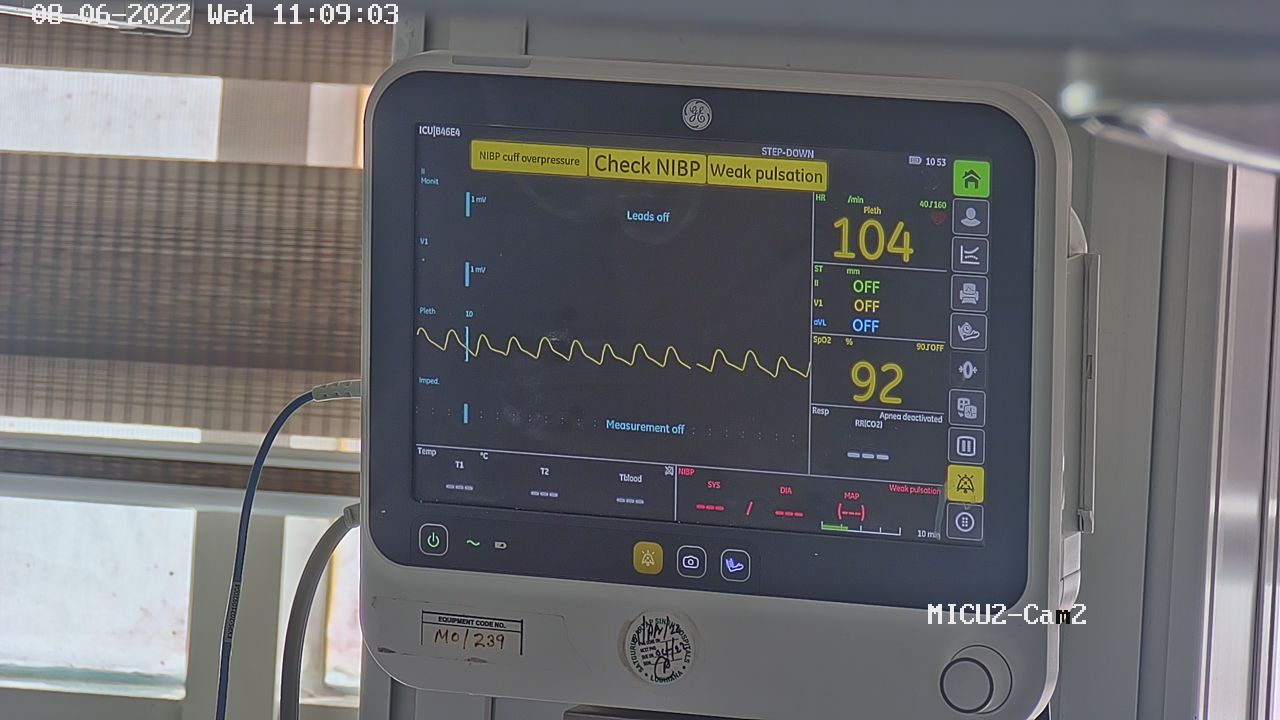 08-06-2022 Wed 11:09:03
ICU|B46E4
STEP-DOWN
10 53
NIBP cuff overpressure
Check NIBP
Weak pulsation
II
Monit
1 mV
Leads off
HR
/min
Pleth
40 160
104
V1
1 mV
ST
mm
II
OFF
V1
OFF
aVL
OFF
Pleth
10
SpO2
%
90 OFF
92
Imped.
Measurement off
Resp
Apnea deactivated
RR(CO2)
---
Temp
°C
T1
T2
Tblood
---
---
---
NIBP
SYS
DIA
MAP
Weak pulsation
--- / --- (---)
10 min
EQUIPMENT CODE NO.
MO/239
LUDHIANA
MICU2-Cam2